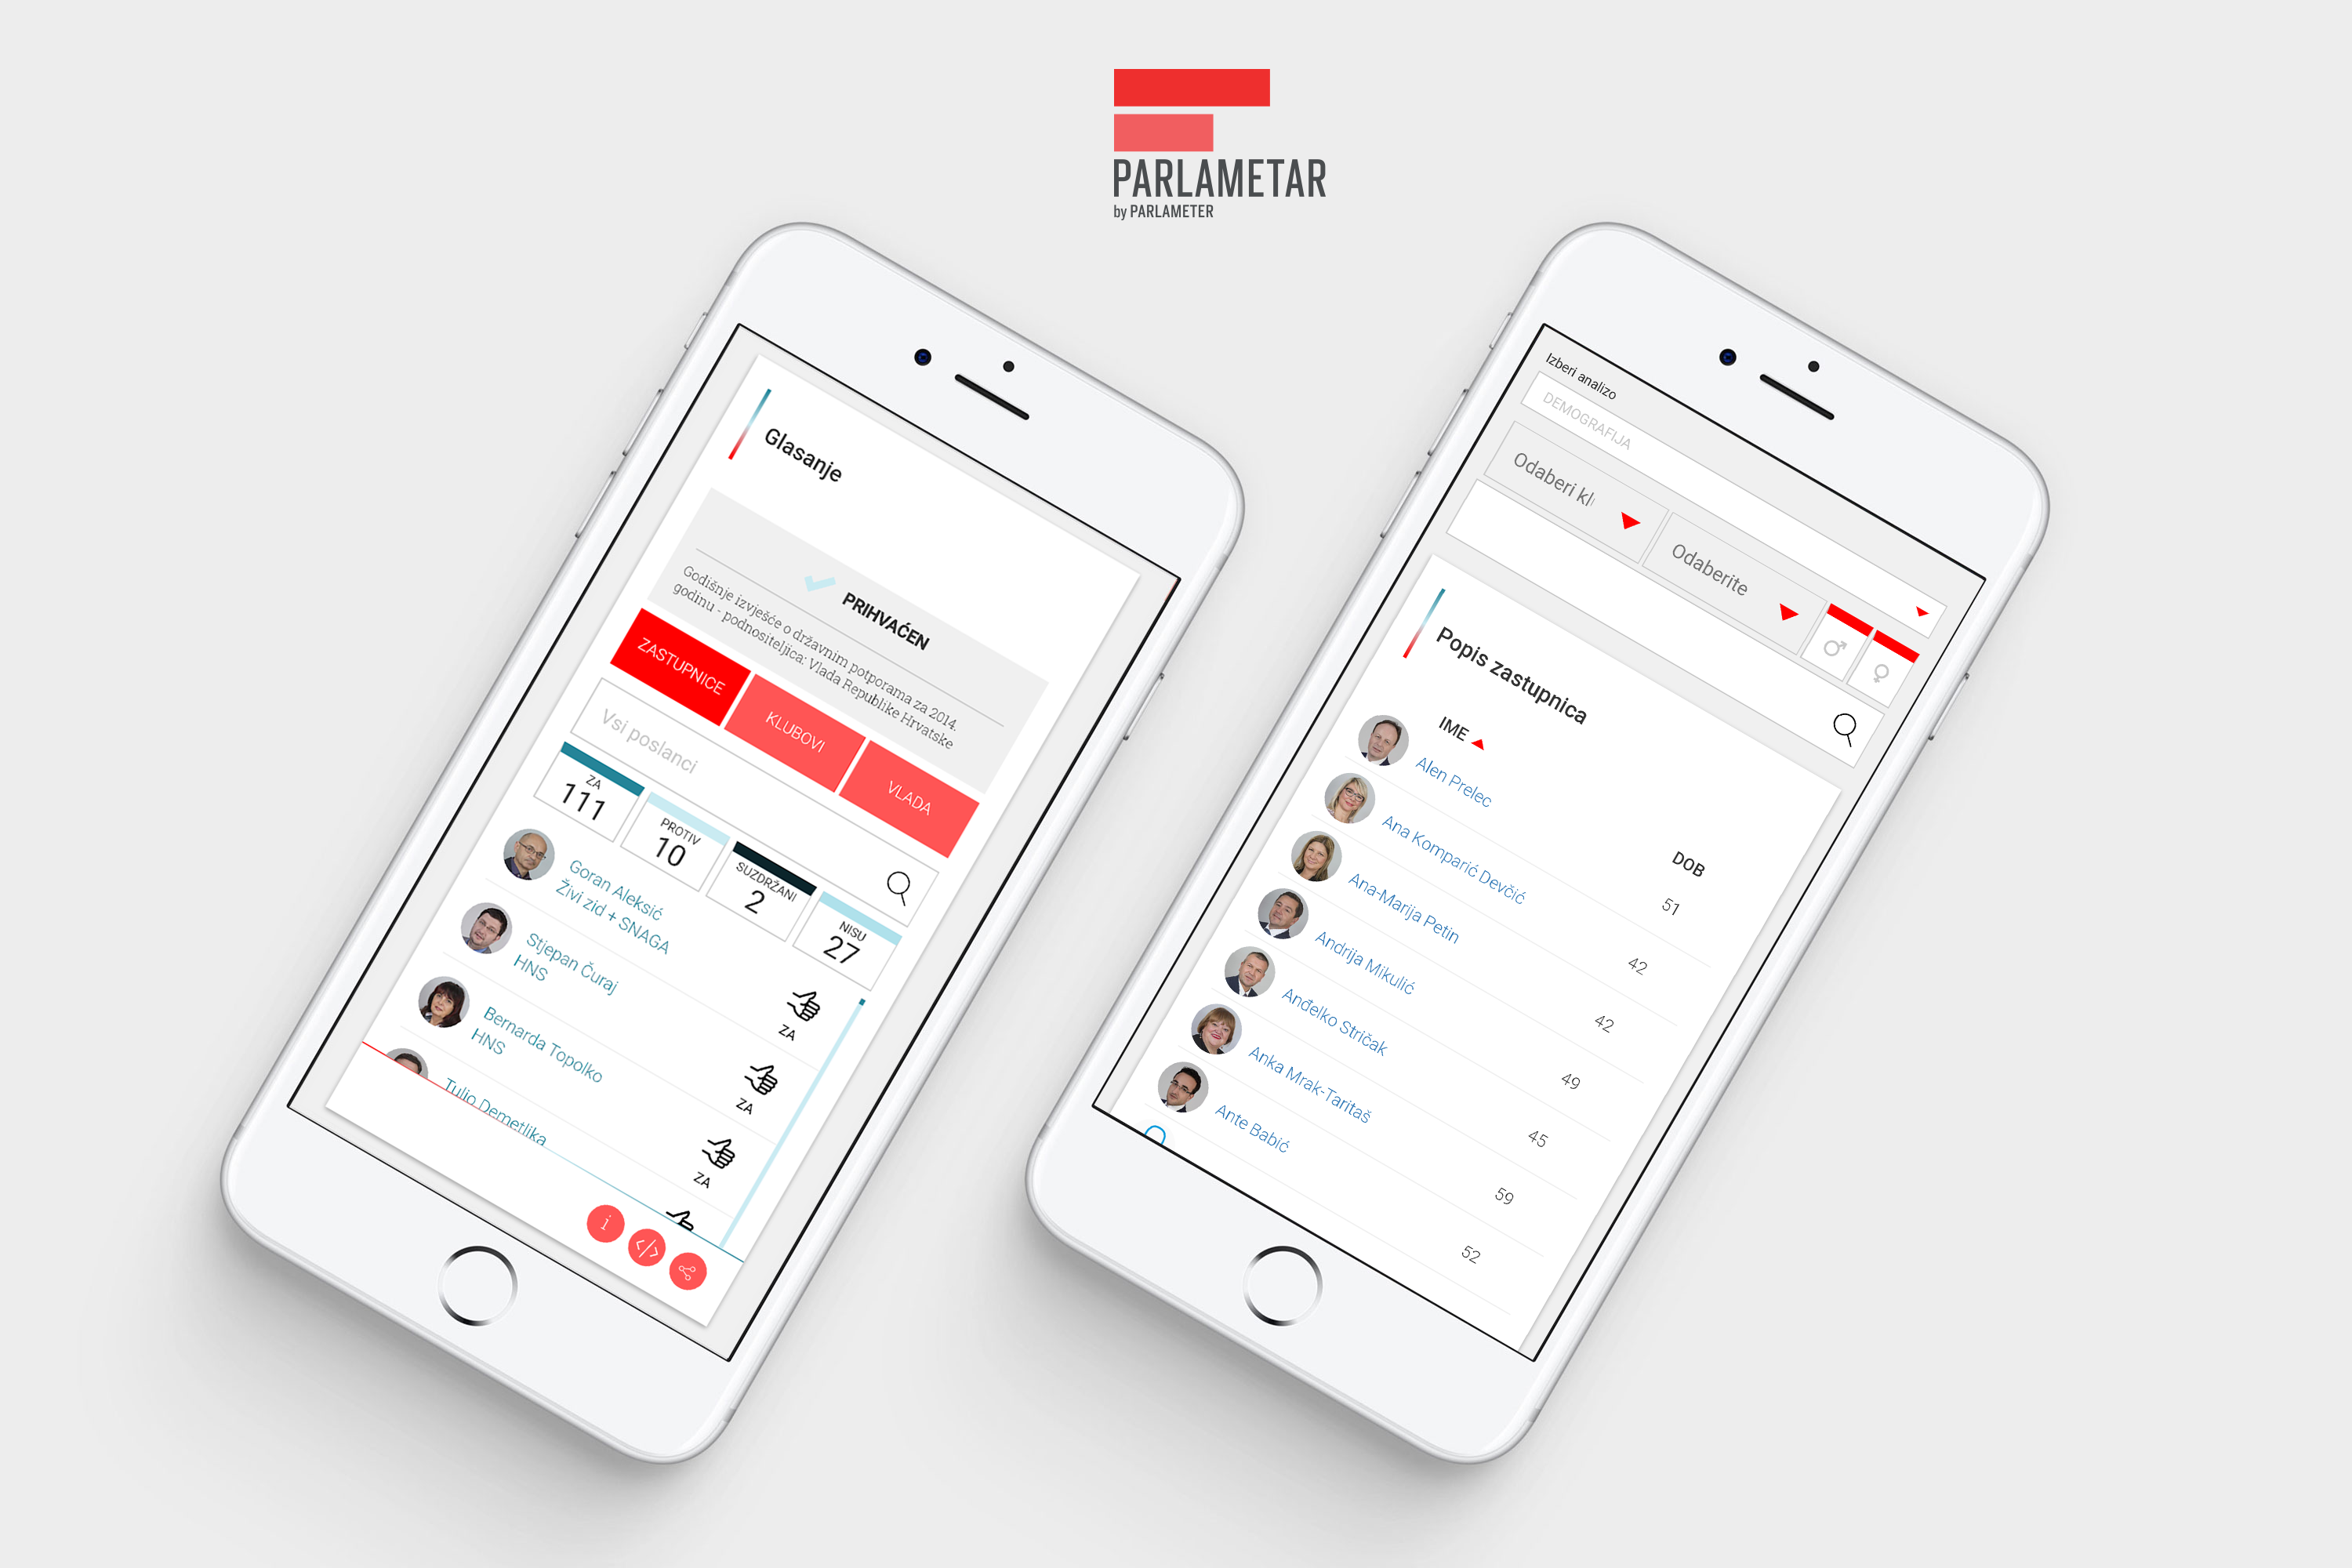 PARLAMETAR
by PARLAMETER
Glasanje
PRIHVAĆEN
Godišnje izvješće o državnim potporama za 2014.
godinu - podnositeljica: Vlada Republike Hrvatske
ZASTUPNICE
KLUBOVI
VLADA
Vsi poslanci
ZA
111
PROTIV
10
SUZDRŽANI
2
NISU
27
Goran Aleksić
Živi zid + SNAGA
ZA
Stjepan Čuraj
HNS
ZA
Bernarda Topolko
HNS
ZA
Tulio Demetlika
i
</>
Izberi analizo
DEMOGRAFIJA
Odaberi kl
Odaberite
Popis zastupnica
IME
DOB
Alen Prelec
51
Ana Komparić Devčić
42
Ana-Marija Petin
42
Andrija Mikulić
49
Anđelko Stričak
45
Anka Mrak-Taritaš
59
Ante Babić
52